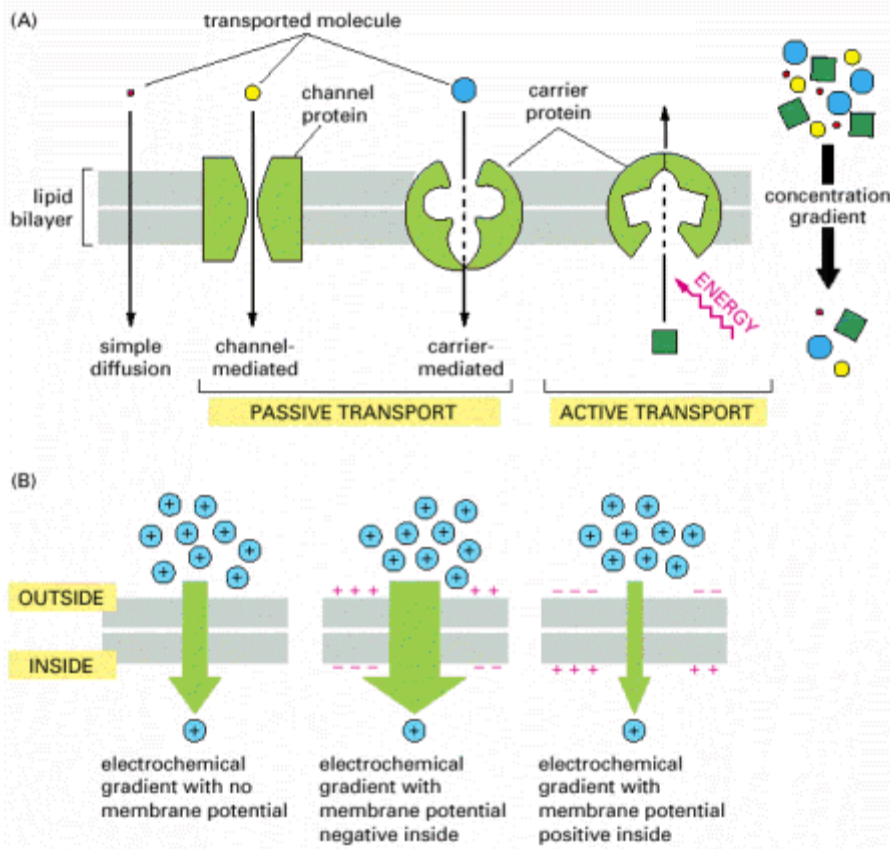 (A)
transported molecule
channel
protein
carrier
protein
lipid
bilayer
concentration
gradient
ENERGY
simple
diffusion
channel-
mediated
carrier-
mediated
PASSIVE TRANSPORT
ACTIVE TRANSPORT
(B)
+ + + + + + + + +
+ + + + + + + + +
+ + + + + + + + +
OUTSIDE
+ + + + +
– – – – –
INSIDE
– – – – –
+ + + + +
+ + +
electrochemical
gradient with no
membrane potential
electrochemical
gradient with
membrane potential
negative inside
electrochemical
gradient with
membrane potential
positive inside